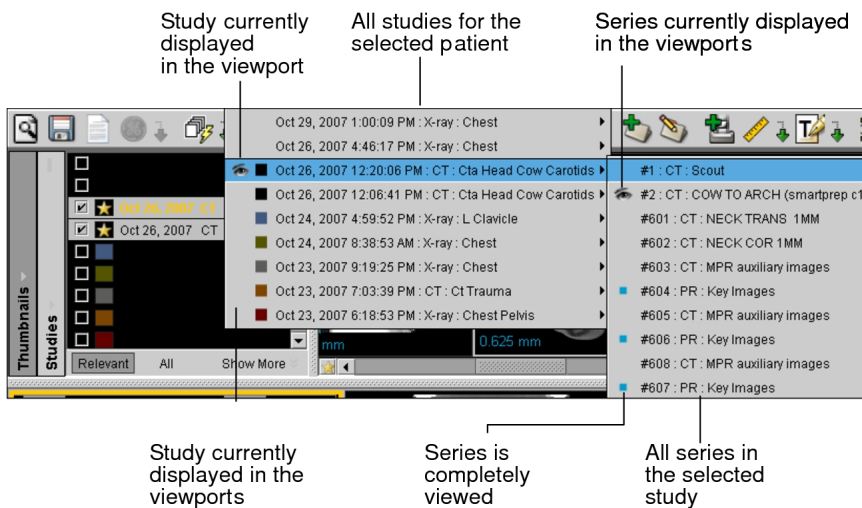 Study currently
displayed
in the viewport
All studies for the
selected patient
Series currently displayed
in the viewports
T
Oct 29, 2007 1:00:09 PM : X-ray : Chest
Oct 26, 2007 4:46:17 PM : X-ray : Chest
Oct 26, 2007 12:20:06 PM : CT : Cta Head Cow Carotids
Oct 26, 2007 12:06:41 PM : CT : Cta Head Cow Carotids
Oct 24, 2007 4:59:52 PM : X-ray : L Clavicle
Oct 24, 2007 8:38:53 AM : X-ray : Chest
Oct 23, 2007 9:19:25 PM : X-ray : Chest
Oct 23, 2007 7:03:39 PM : CT : Ct Trauma
Oct 23, 2007 6:18:53 PM : X-ray : Chest Pelvis
#1 : CT : Scout
#2 : CT : COW TO ARCH (smartprep c1
#601 : CT : NECK TRANS 1MM
#602 : CT : NECK COR 1MM
#603 : CT : MPR auxiliary images
#604 : PR : Key Images
#605 : CT : MPR auxiliary images
#606 : PR : Key Images
#608 : CT : MPR auxiliary images
#607 : PR : Key Images
Oct 26, 2007 CT
Oct 26, 2007 CT
Thumbnails
Studies
Relevant All Show More
mm
0.625 mm
Study currently
displayed in the
viewports
Series is
completely
viewed
All series in
the selected
study